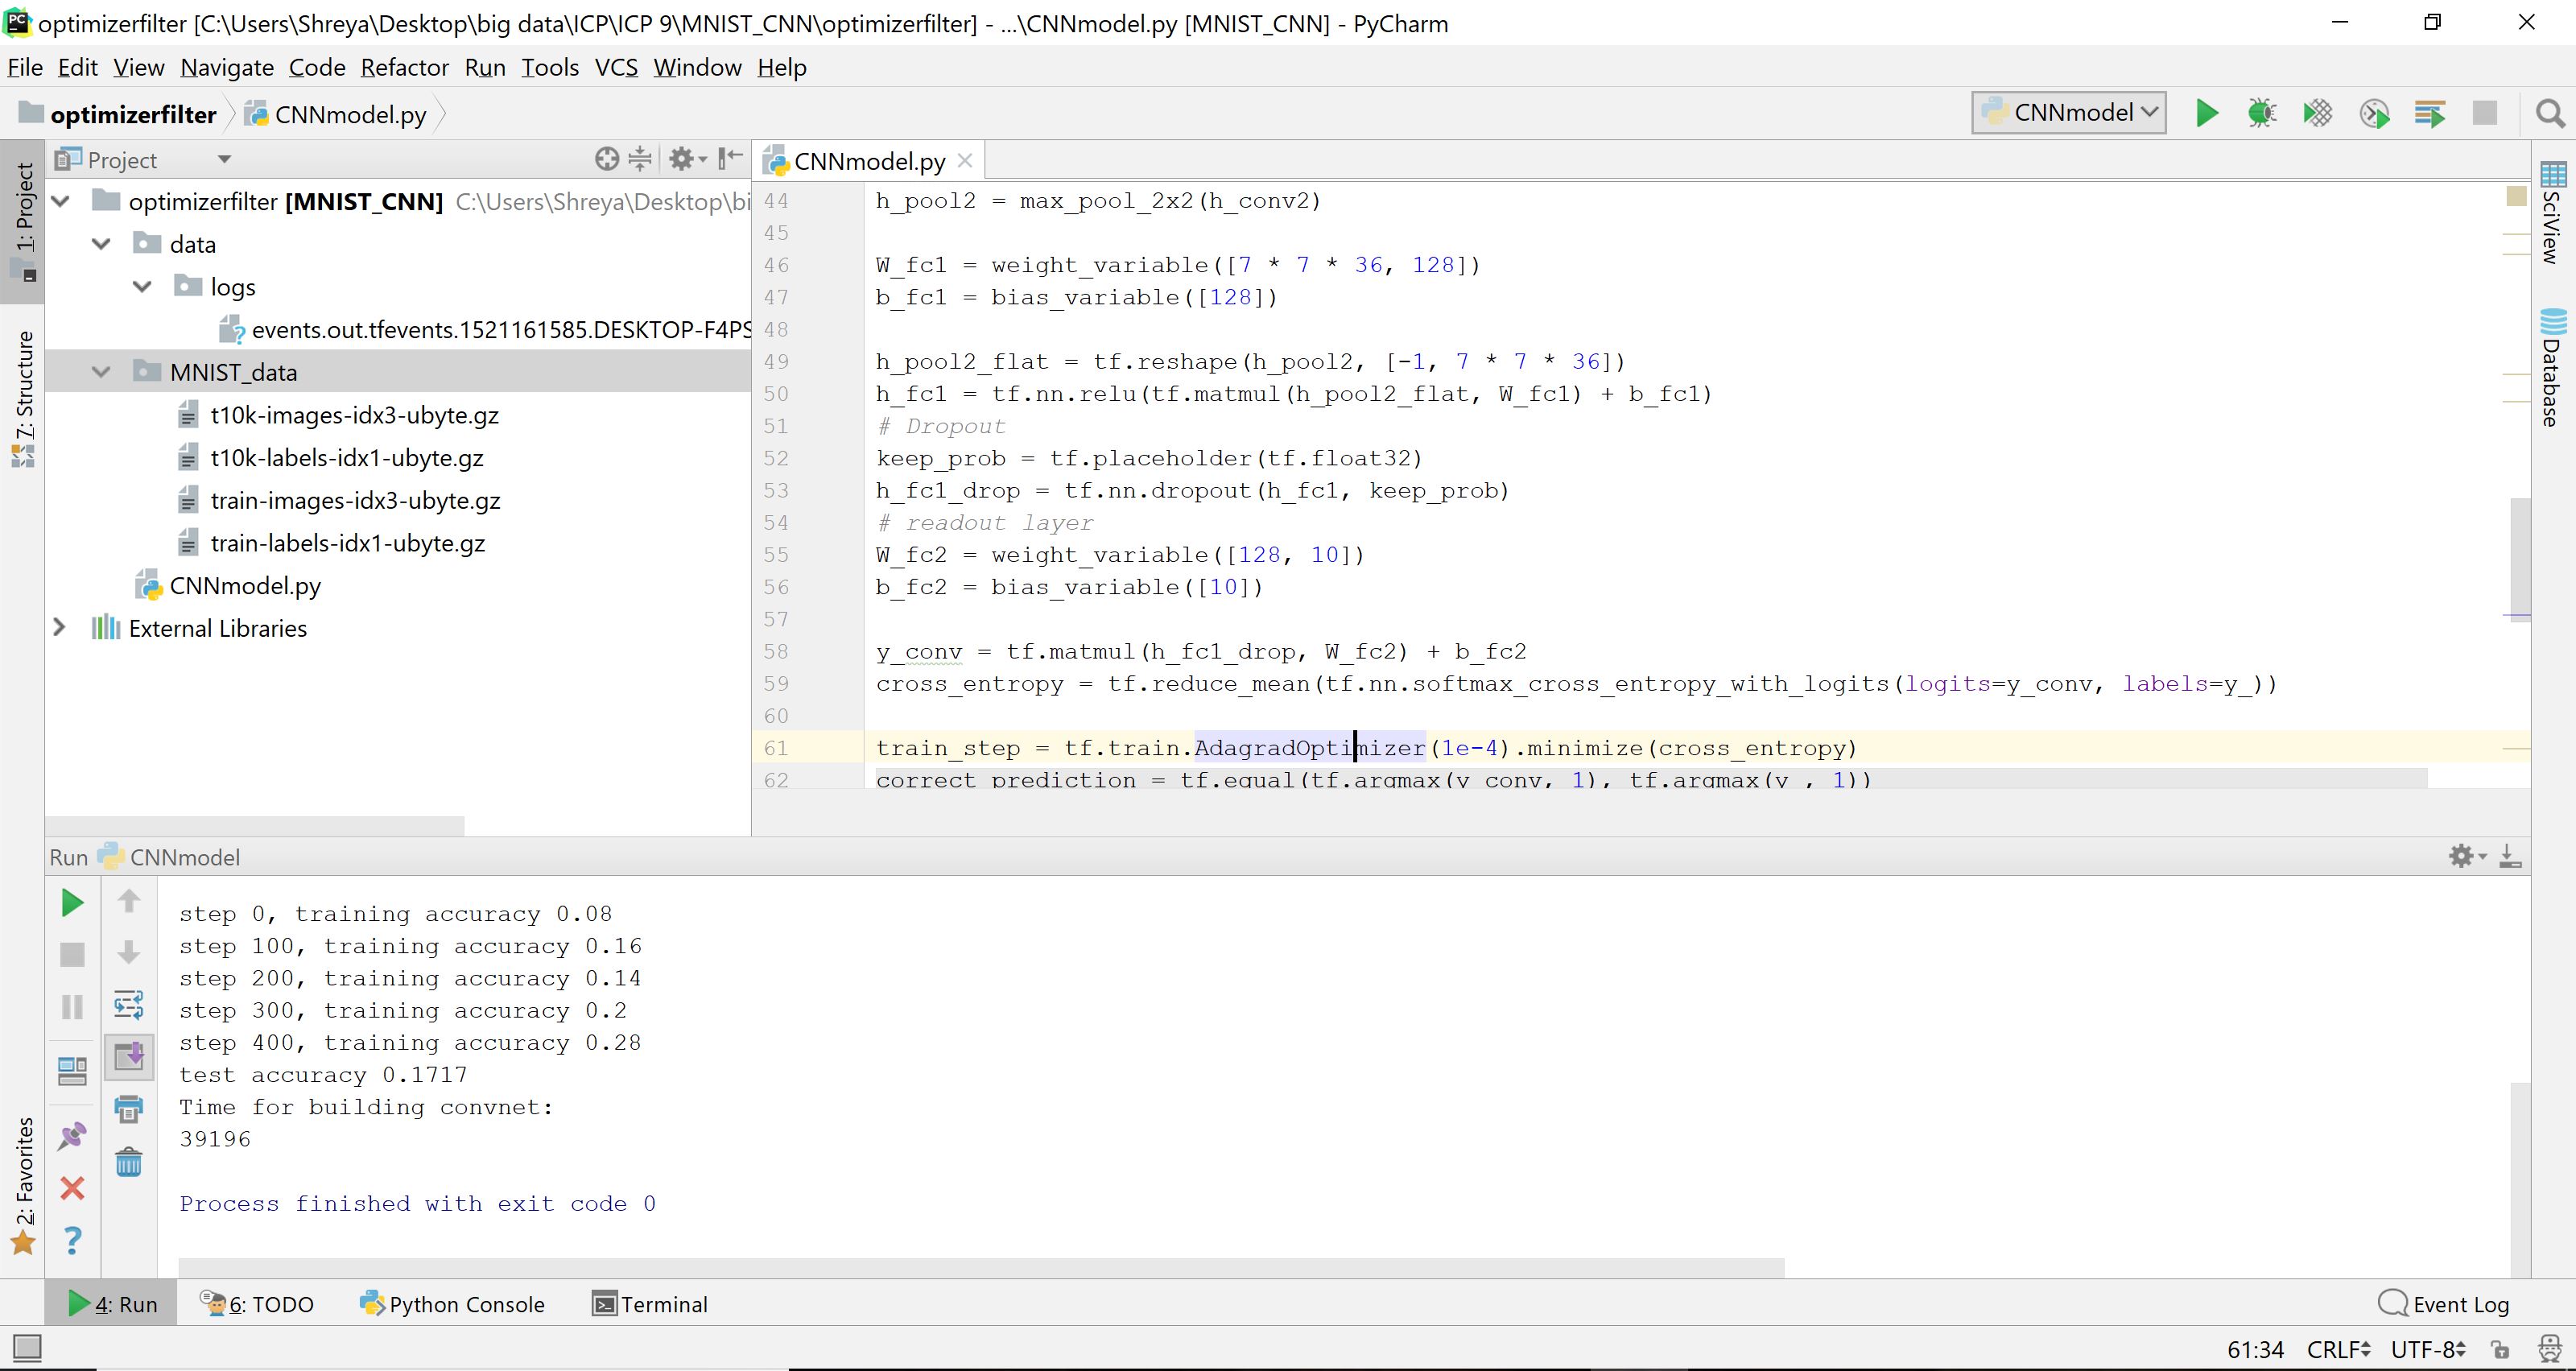 optimizerfilter [C:\Users\Shreya\Desktop\big data\ICP\ICP 9\MNIST_CNN\optimizerfilter] - ...\CNNmodel.py [MNIST_CNN] - PyCharm
File Edit View Navigate Code Refactor Run Tools VCS Window Help
optimizerfilter CNNmodel.py CNNmodel
1: Project
7: Structure
2: Favorites
Project
optimizerfilter [MNIST_CNN] C:\Users\Shreya\Desktop\bi
data
logs
events.out.tfevents.1521161585.DESKTOP-F4PS
MNIST_data
t10k-images-idx3-ubyte.gz
t10k-labels-idx1-ubyte.gz
train-images-idx3-ubyte.gz
train-labels-idx1-ubyte.gz
CNNmodel.py
External Libraries
CNNmodel.py
44 h_pool2 = max_pool_2x2(h_conv2)
45
46 W_fc1 = weight_variable([7 * 7 * 36, 128])
47 b_fc1 = bias_variable([128])
48
49 h_pool2_flat = tf.reshape(h_pool2, [-1, 7 * 7 * 36])
50 h_fc1 = tf.nn.relu(tf.matmul(h_pool2_flat, W_fc1) + b_fc1)
51 # Dropout
52 keep_prob = tf.placeholder(tf.float32)
53 h_fc1_drop = tf.nn.dropout(h_fc1, keep_prob)
54 # readout layer
55 W_fc2 = weight_variable([128, 10])
56 b_fc2 = bias_variable([10])
57
58 y_conv = tf.matmul(h_fc1_drop, W_fc2) + b_fc2
59 cross_entropy = tf.reduce_mean(tf.nn.softmax_cross_entropy_with_logits(logits=y_conv, labels=y_))
60
61 train_step = tf.train.AdagradOptimizer(1e-4).minimize(cross_entropy)
62 correct_prediction = tf.equal(tf.argmax(y_conv, 1), tf.argmax(y_, 1))
SciView
Database
Run CNNmodel
step 0, training accuracy 0.08
step 100, training accuracy 0.16
step 200, training accuracy 0.14
step 300, training accuracy 0.2
step 400, training accuracy 0.28
test accuracy 0.1717
Time for building convnet:
39196
Process finished with exit code 0
4: Run 6: TODO Python Console Terminal Event Log
61:34 CRLF UTF-8